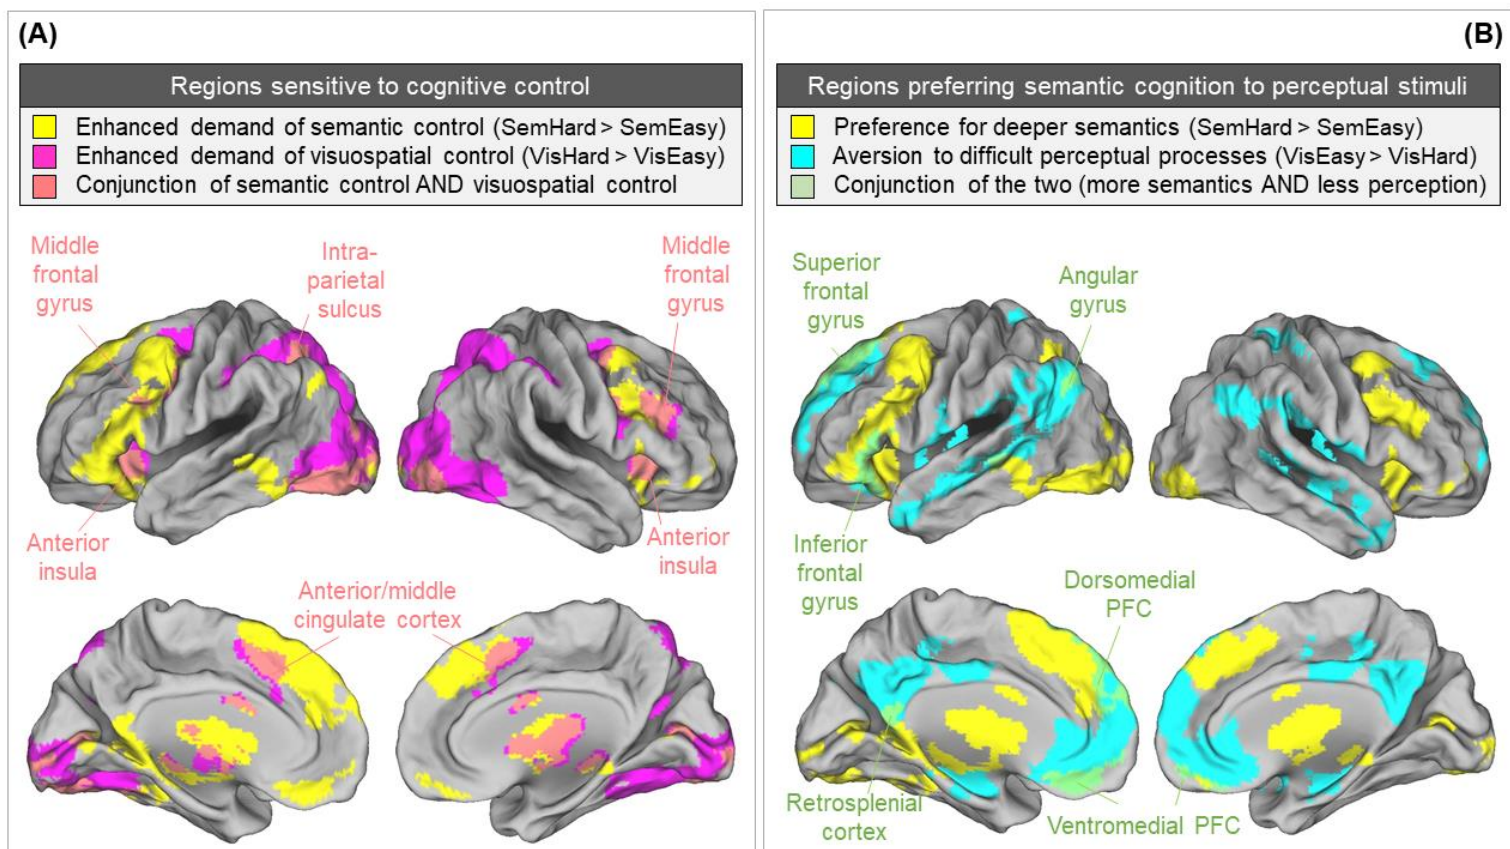 (A)
Regions sensitive to cognitive control
Enhanced demand of semantic control (SemHard > SemEasy)
Enhanced demand of visuospatial control (VisHard > VisEasy)
Conjunction of semantic control AND visuospatial control
Middle
frontal
gyrus
Intra-
parietal
sulcus
Middle
frontal
gyrus
Anterior
insula
Anterior
insula
Anterior/middle
cingulate cortex
(B)
Regions preferring semantic cognition to perceptual stimuli
Preference for deeper semantics (SemHard > SemEasy)
Aversion to difficult perceptual processes (VisEasy > VisHard)
Conjunction of the two (more semantics AND less perception)
Superior
frontal
gyrus
Angular
gyrus
Inferior
frontal
gyrus
Dorsomedial
PFC
Retrosplenial
cortex
Ventromedial PFC